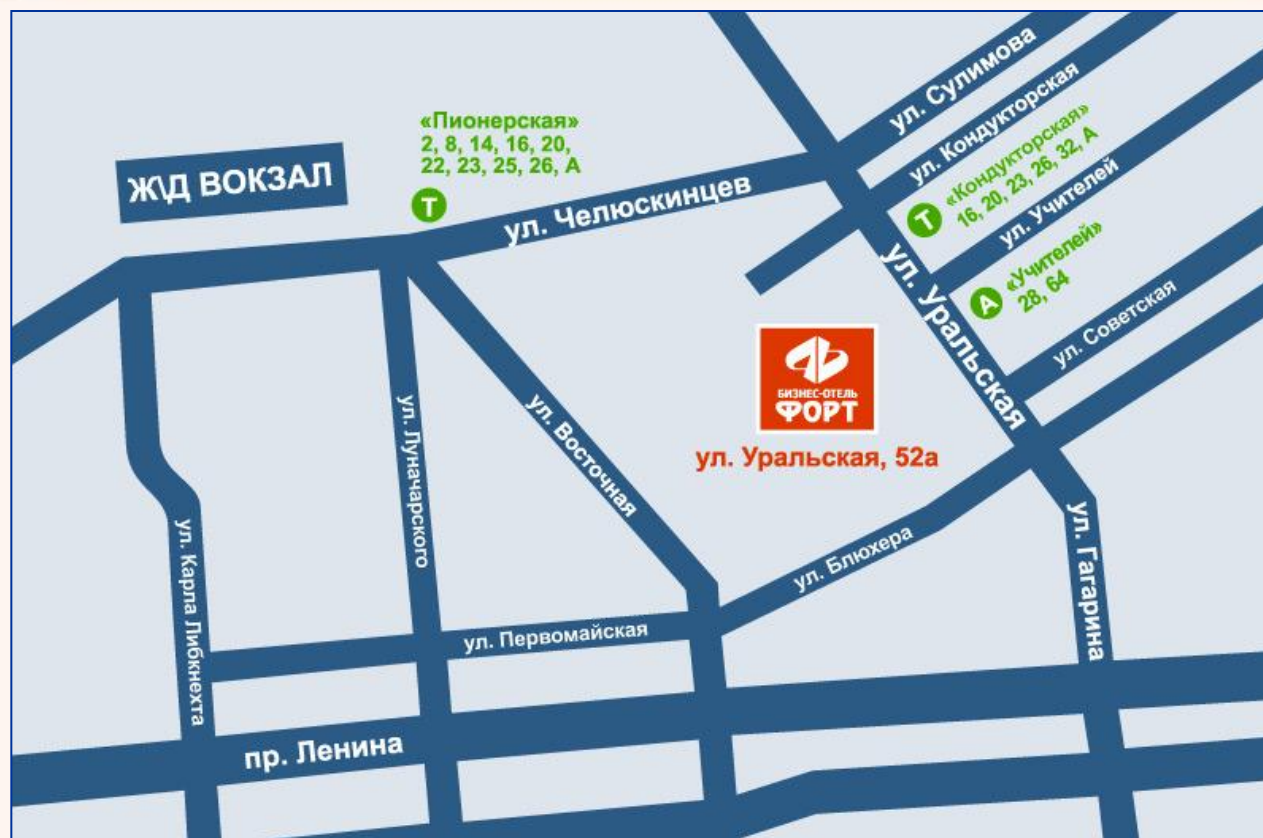 «Пионерская»
2, 8, 14, 16, 20,
22, 23, 25, 26, А
Т
Ж\Д ВОКЗАЛ
ул. Челюскинцев
ул. Сулимова
ул. Кондукторская
«Кондукторская»
16, 20, 23, 26, 32, А
Т
ул. Учителей
«Учителей»
28, 64
А
ул. Уральская
ул. Советская
БИЗНЕС-ОТЕЛЬ
ФОРТ
ул. Уральская, 52а
ул. Луначарского
ул. Восточная
ул. Карла Либкнехта
ул. Блюхера
ул. Гагарина
ул. Первомайская
пр. Ленина